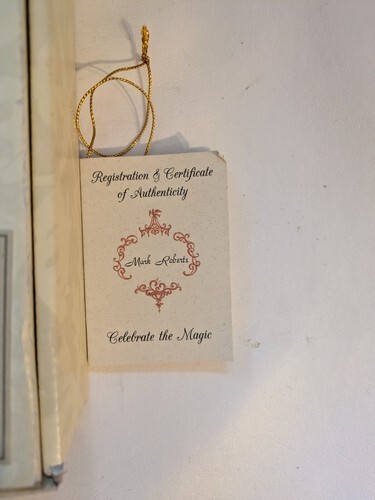 Registration & Certificate
of Authenticity
Mark Roberts
Celebrate the Magic